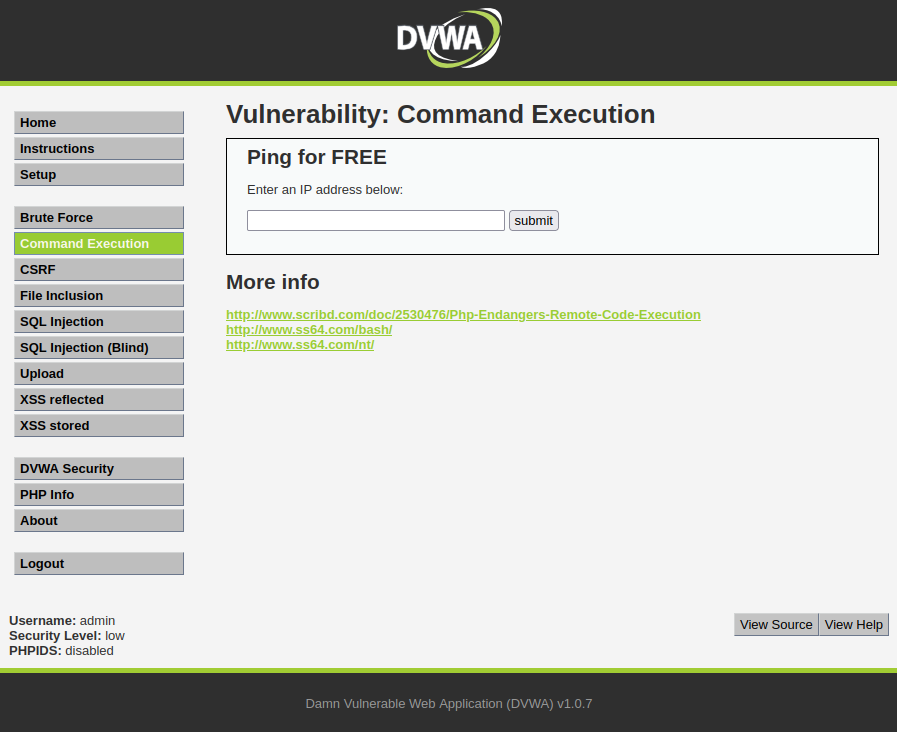 DVWA
Home
Instructions
Setup
Brute Force
Command Execution
CSRF
File Inclusion
SQL Injection
SQL Injection (Blind)
Upload
XSS reflected
XSS stored
DVWA Security
PHP Info
About
Logout
Vulnerability: Command Execution
Ping for FREE
Enter an IP address below:
submit
More info
http://www.scribd.com/doc/2530476/Php-Endangers-Remote-Code-Execution
http://www.ss64.com/bash/
http://www.ss64.com/nt/
Username: admin
Security Level: low
PHPIDS: disabled
View Source View Help
Damn Vulnerable Web Application (DVWA) v1.0.7